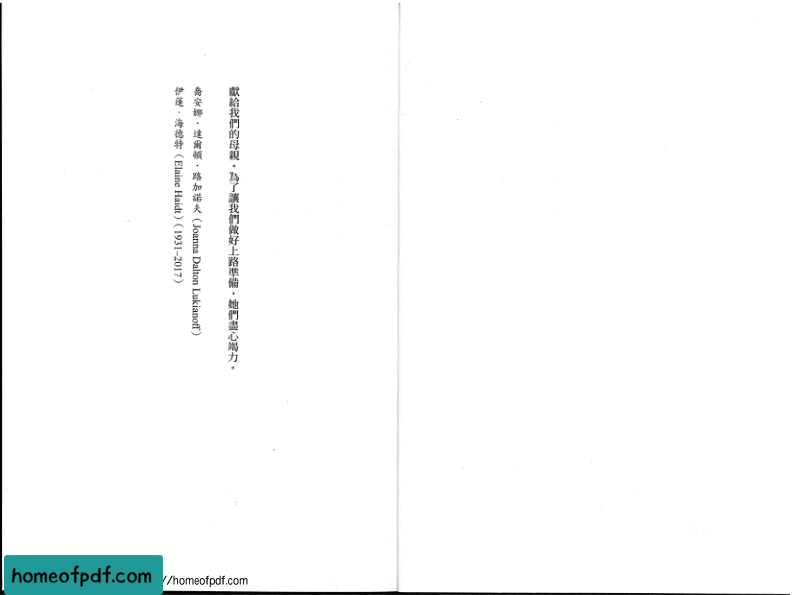 獻給我們的母親。為了讓我們做好上路準備,她們盡心竭力。
喬安娜・達爾頓・路加諾夫(Joanna Dalton Lukianoff)
伊蓮・海德特(Elaine Haidt)(1931–2017)
homeofpdf.com
//homeofpdf.com